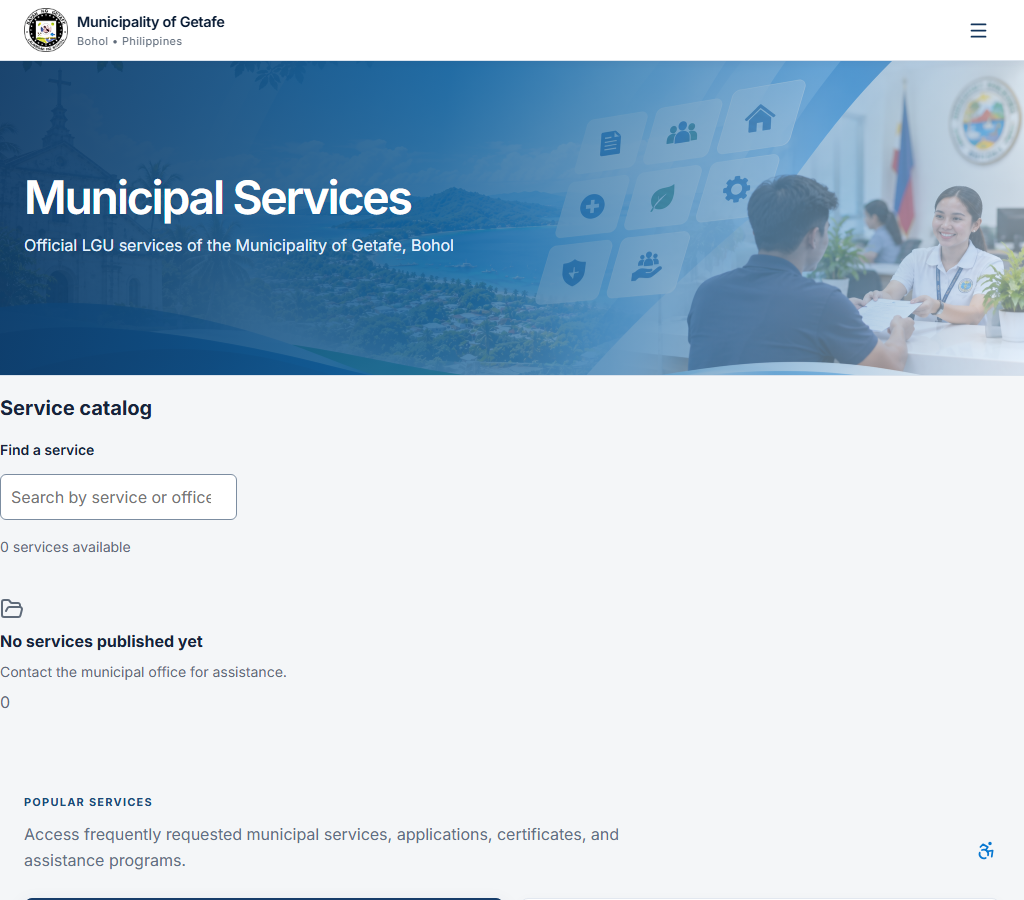 Municipality of Getafe
Bohol • Philippines
Municipal Services
Official LGU services of the Municipality of Getafe, Bohol
Service catalog
Find a service
Search by service or office
0 services available
No services published yet
Contact the municipal office for assistance.
0
POPULAR SERVICES
Access frequently requested municipal services, applications, certificates, and
assistance programs.